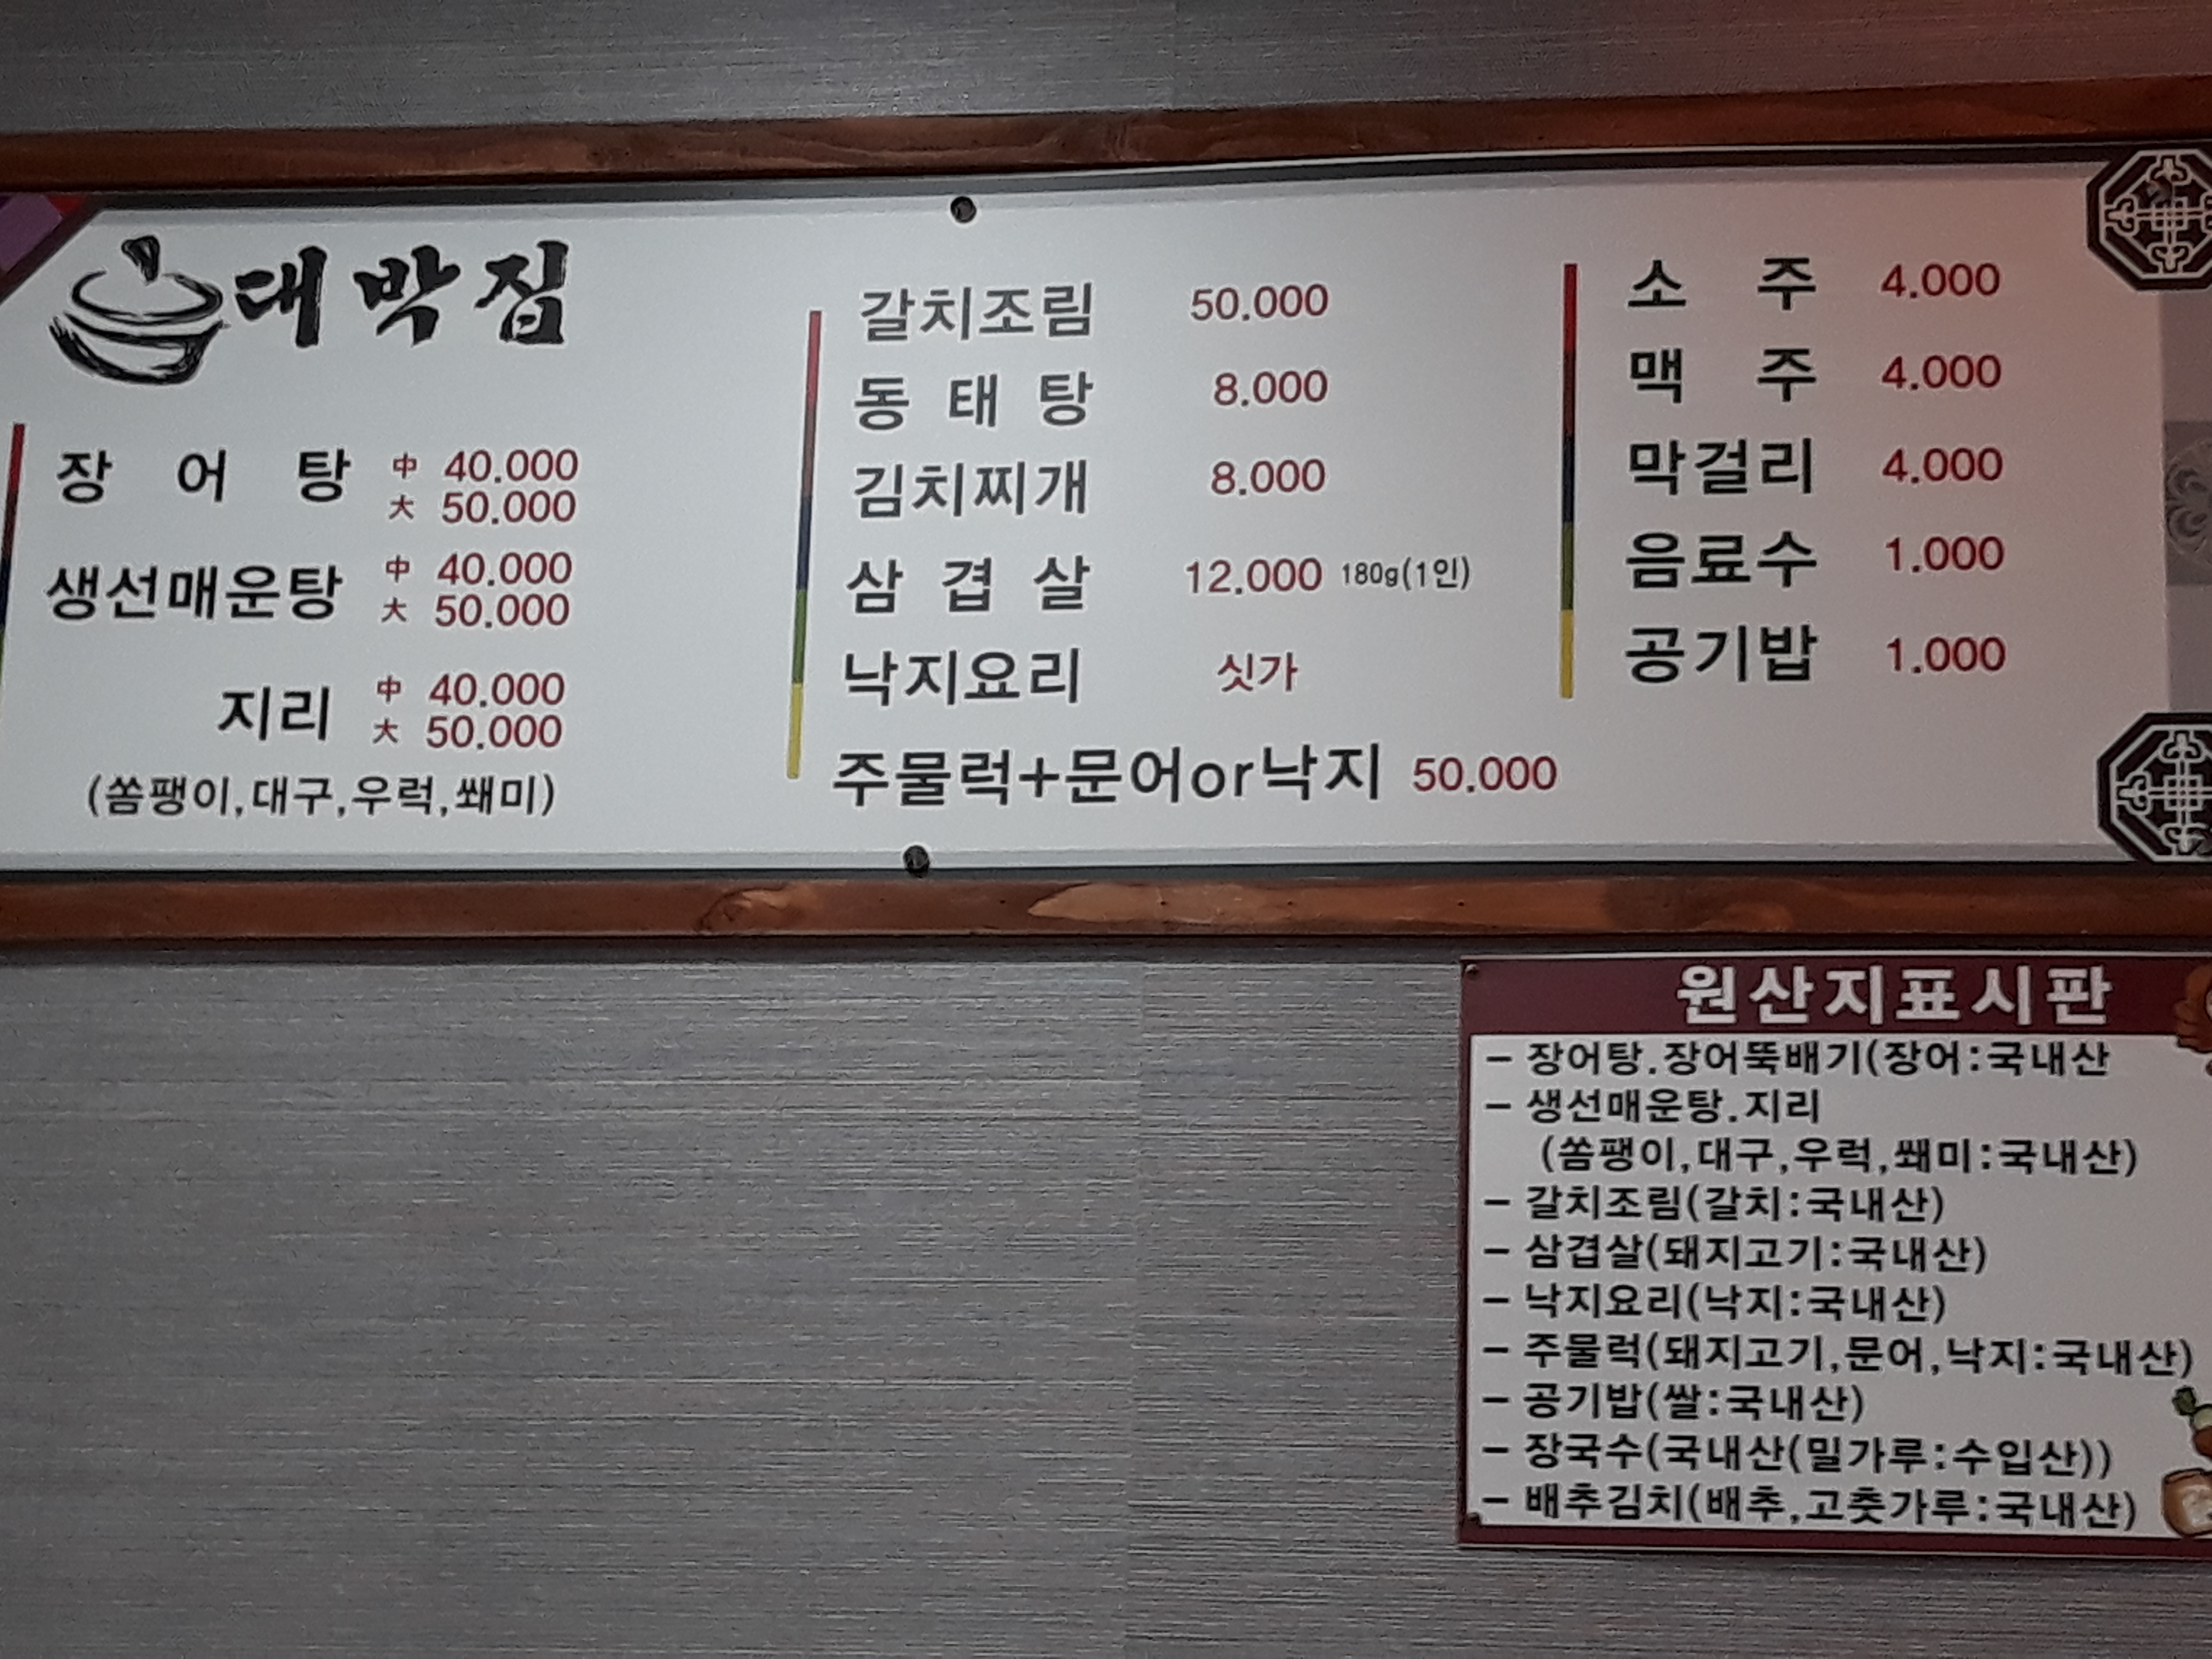 대박집
장 어 탕 中 40.000
大 50.000
생선매운탕 中 40.000
大 50.000
지리 中 40.000
大 50.000
(쏨팽이,대구,우럭,쐐미)
갈치조림 50.000
동 태 탕 8.000
김치찌개 8.000
삼 겹 살 12.000 180g(1인)
낙지요리 싯가
주물럭+문어or낙지 50.000
소 주 4.000
맥 주 4.000
막걸리 4.000
음료수 1.000
공기밥 1.000
원산지표시판
- 장어탕.장어뚝배기(장어:국내산
- 생선매운탕.지리
(쏨팽이,대구,우럭,쐐미:국내산)
- 갈치조림(갈치:국내산)
- 삼겹살(돼지고기:국내산)
- 낙지요리(낙지:국내산)
- 주물럭(돼지고기,문어,낙지:국내산)
- 공기밥(쌀:국내산)
- 장국수(국내산(밀가루:수입산))
- 배추김치(배추,고춧가루:국내산)